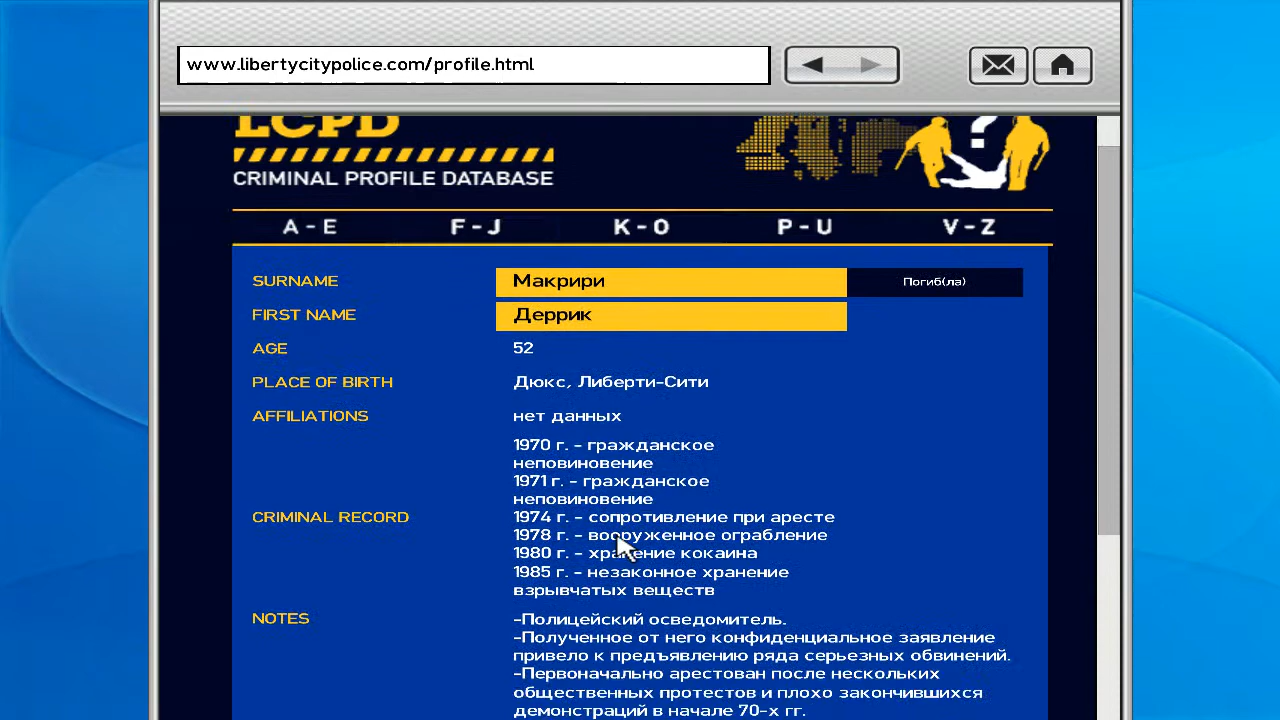 www.libertycitypolice.com/profile.html
LCPD
CRIMINAL PROFILE DATABASE
A - E F - J K - O P - U V - Z
SURNAME Макрири Погиб(ла)
FIRST NAME Деррик
AGE 52
PLACE OF BIRTH Дюкс, Либерти-Сити
AFFILIATIONS нет данных
1970 г. - гражданское
неповиновение
1971 г. - гражданское
неповиновение
CRIMINAL RECORD 1974 г. - сопротивление при аресте
1978 г. - вооруженное ограбление
1980 г. - хранение кокаина
1985 г. - незаконное хранение
взрывчатых веществ
NOTES -Полицейский осведомитель.
-Полученное от него конфиденциальное заявление
привело к предъявлению ряда серьезных обвинений.
-Первоначально арестован после нескольких
общественных протестов и плохо закончившихся
демонстраций в начале 70-х гг.